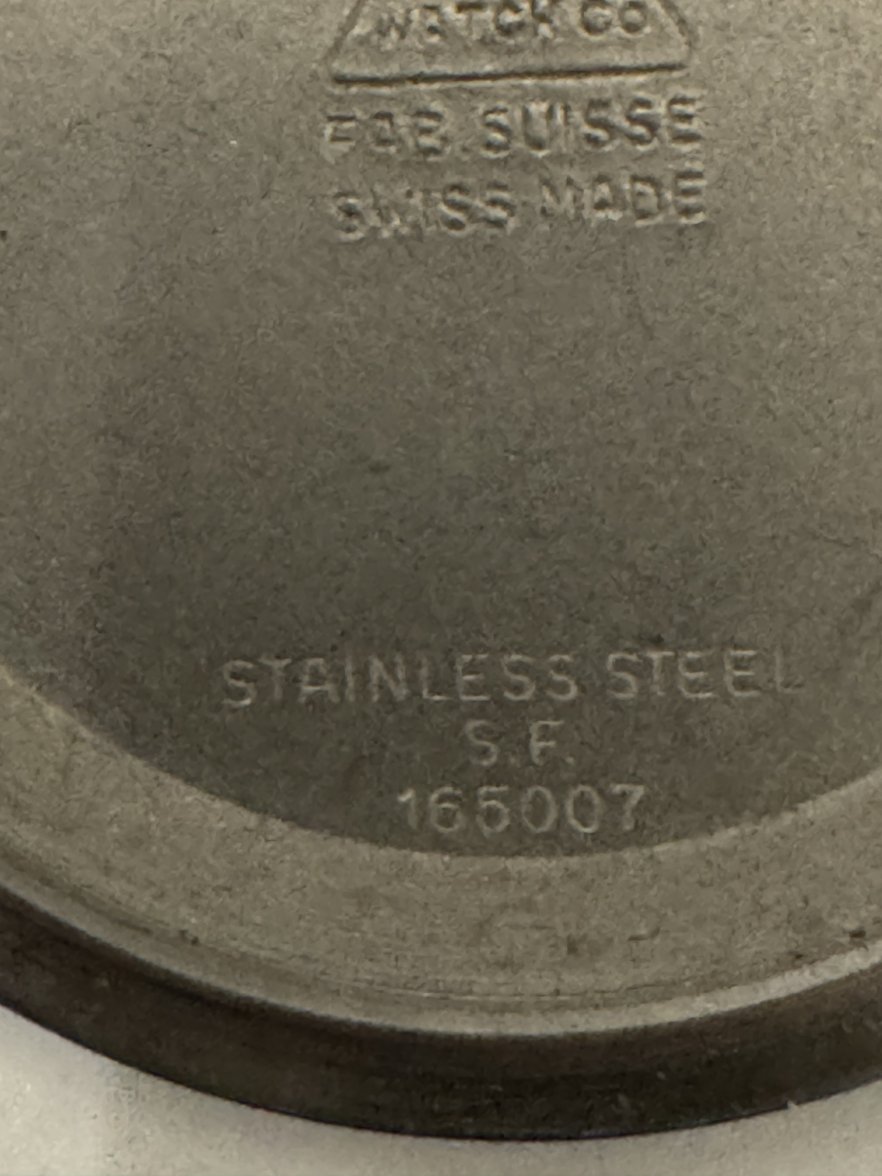 WATCH CO
FAB. SUISSE
SWISS MADE
STAINLESS STEEL
S.F.
165007